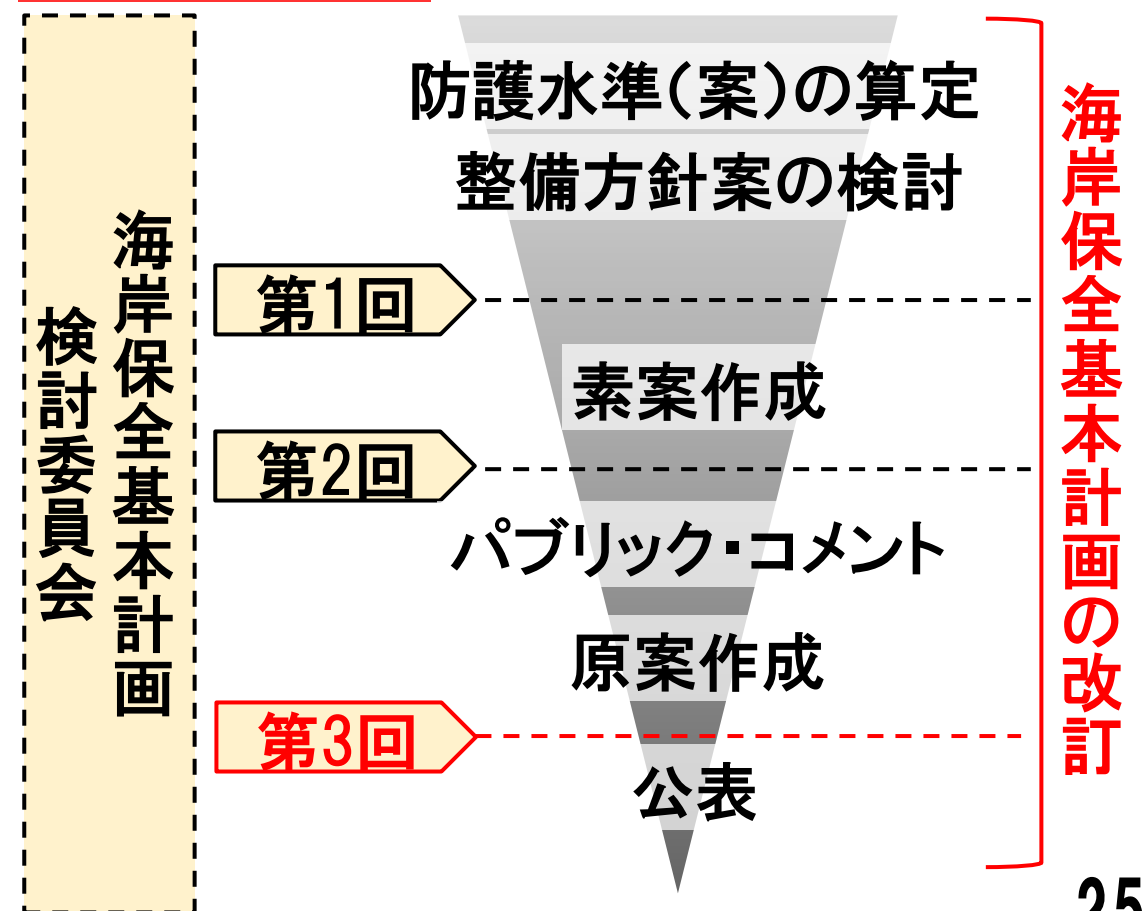 海岸保全基本計画
検討委員会
防護水準(案)の算定
整備方針案の検討
第1回
素案作成
第2回
パブリック・コメント
原案作成
第3回
公表
海岸保全基本計画の改訂
25